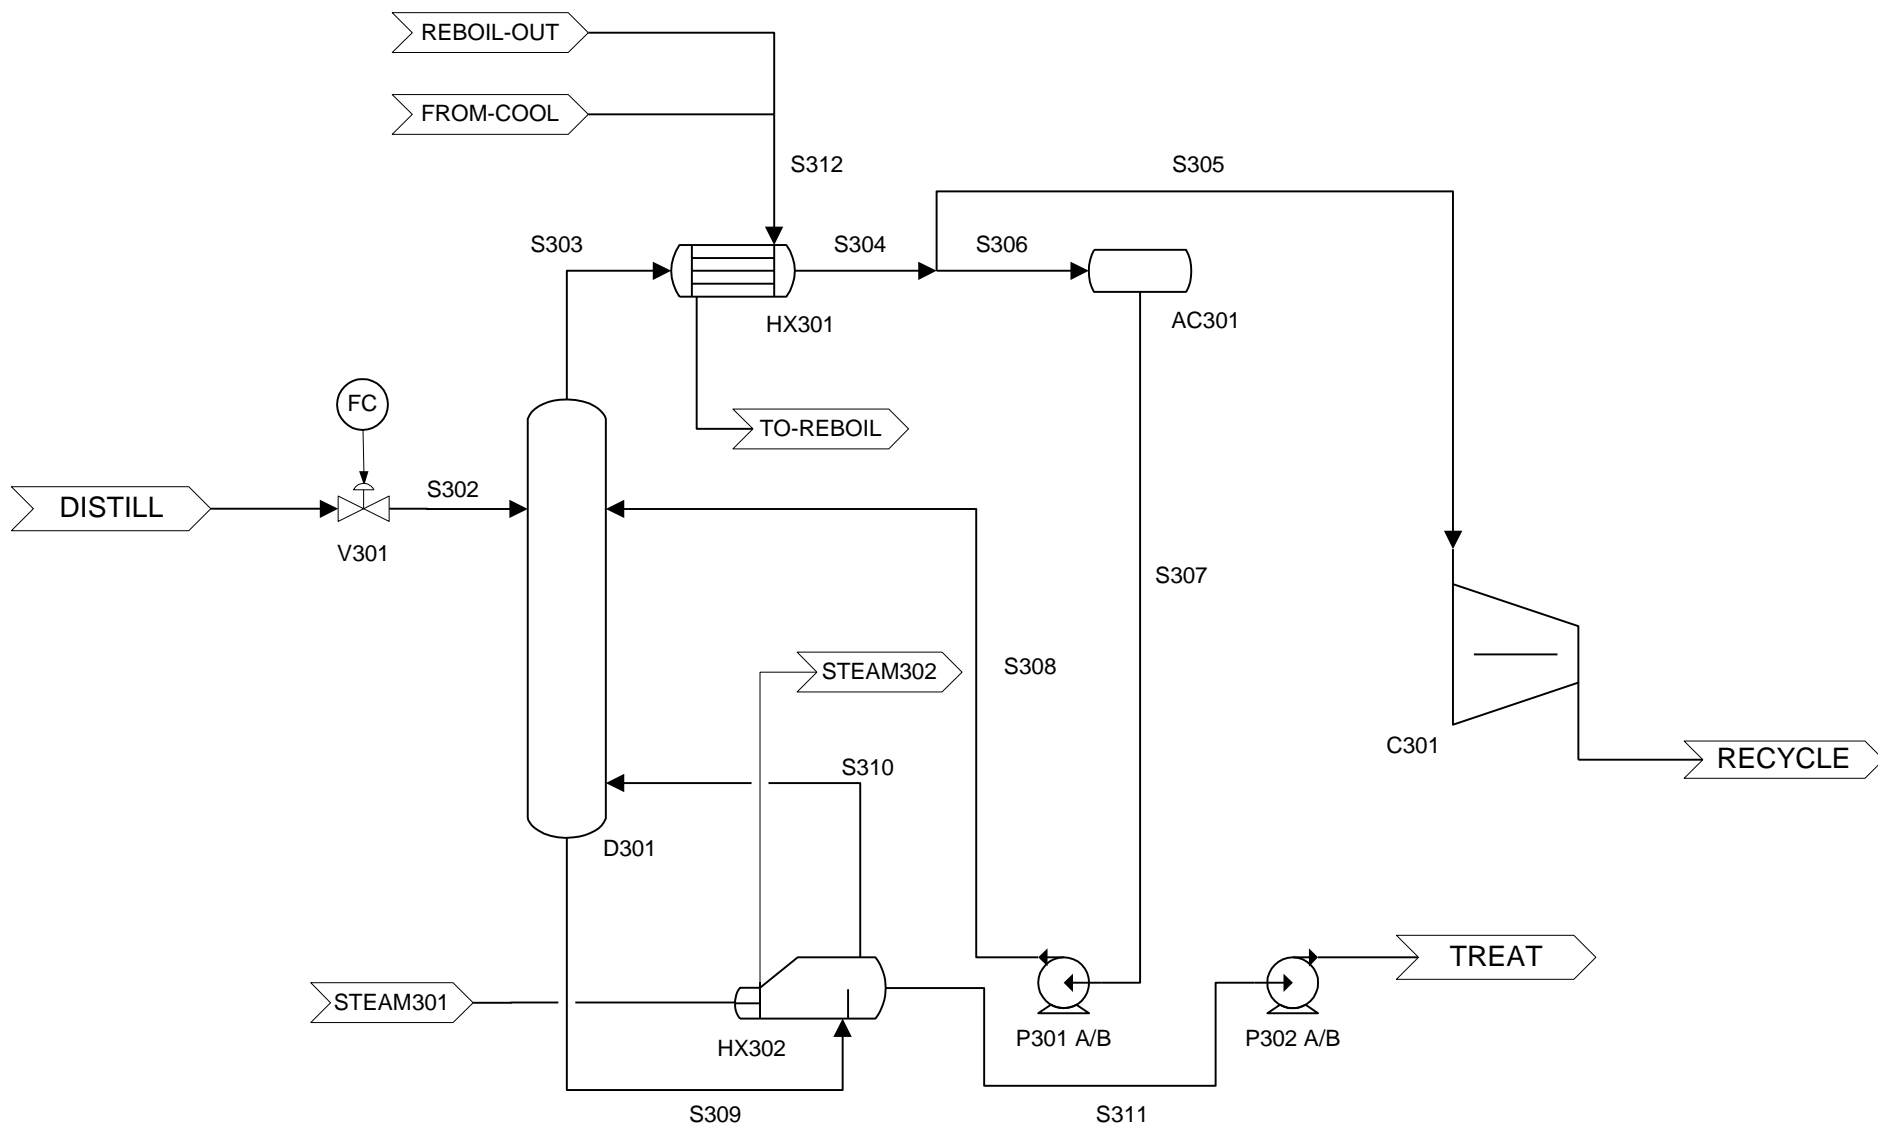 REBOIL-OUT
FROM-COOL
S312
S305
S303
S304
S306
HX301
AC301
FC
TO-REBOIL
DISTILL
S302
V301
S307
STEAM302
S308
C301
RECYCLE
S310
D301
TREAT
STEAM301
HX302
P301 A/B
P302 A/B
S309
S311